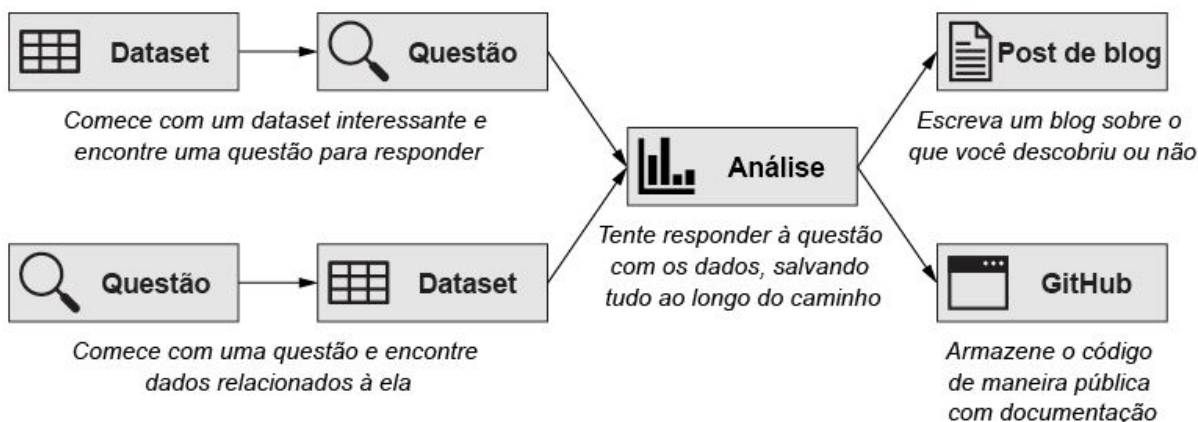 Dataset
Questão
Comece com um dataset interessante e
encontre uma questão para responder
Questão
Dataset
Comece com uma questão e encontre
dados relacionados à ela
Análise
Tente responder à questão
com os dados, salvando
tudo ao longo do caminho
Post de blog
Escreva um blog sobre o
que você descobriu ou não
GitHub
Armazene o código
de maneira pública
com documentação